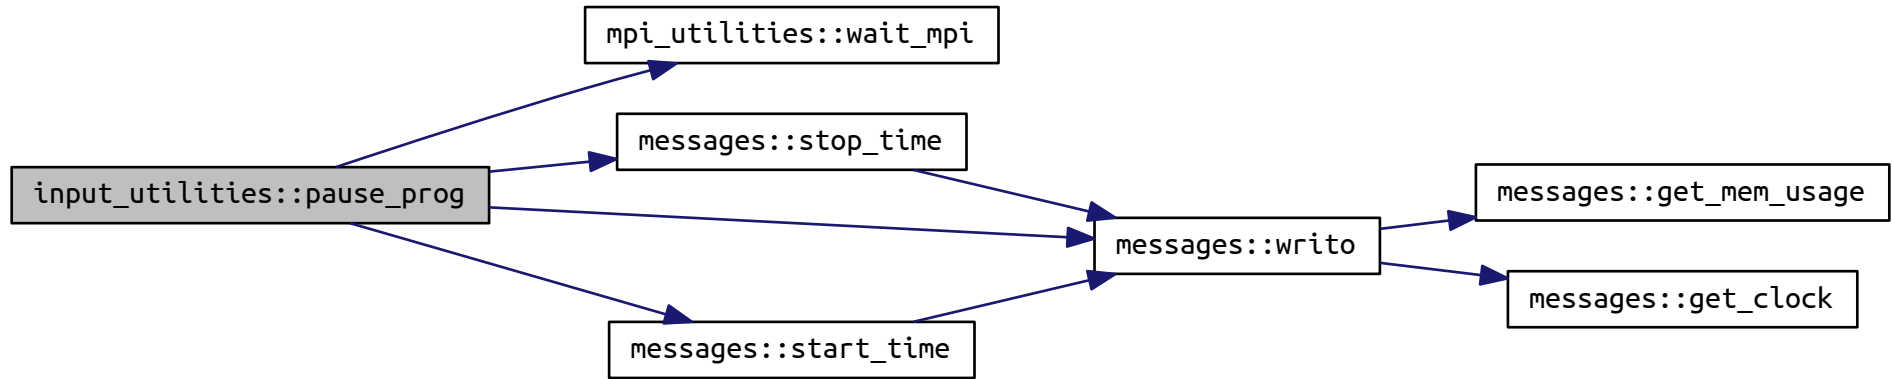 mpi_utilities::wait_mpi
messages::stop_time
input_utilities::pause_prog
messages::get_mem_usage
messages::writo
messages::get_clock
messages::start_time